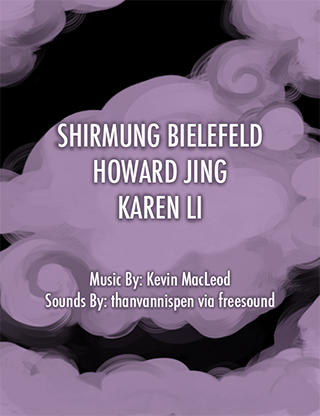 SHIRMUNG BIELEFELD
HOWARD JING
KAREN LI
Music By: Kevin MacLeod
Sounds By: thanvannispen via freesound